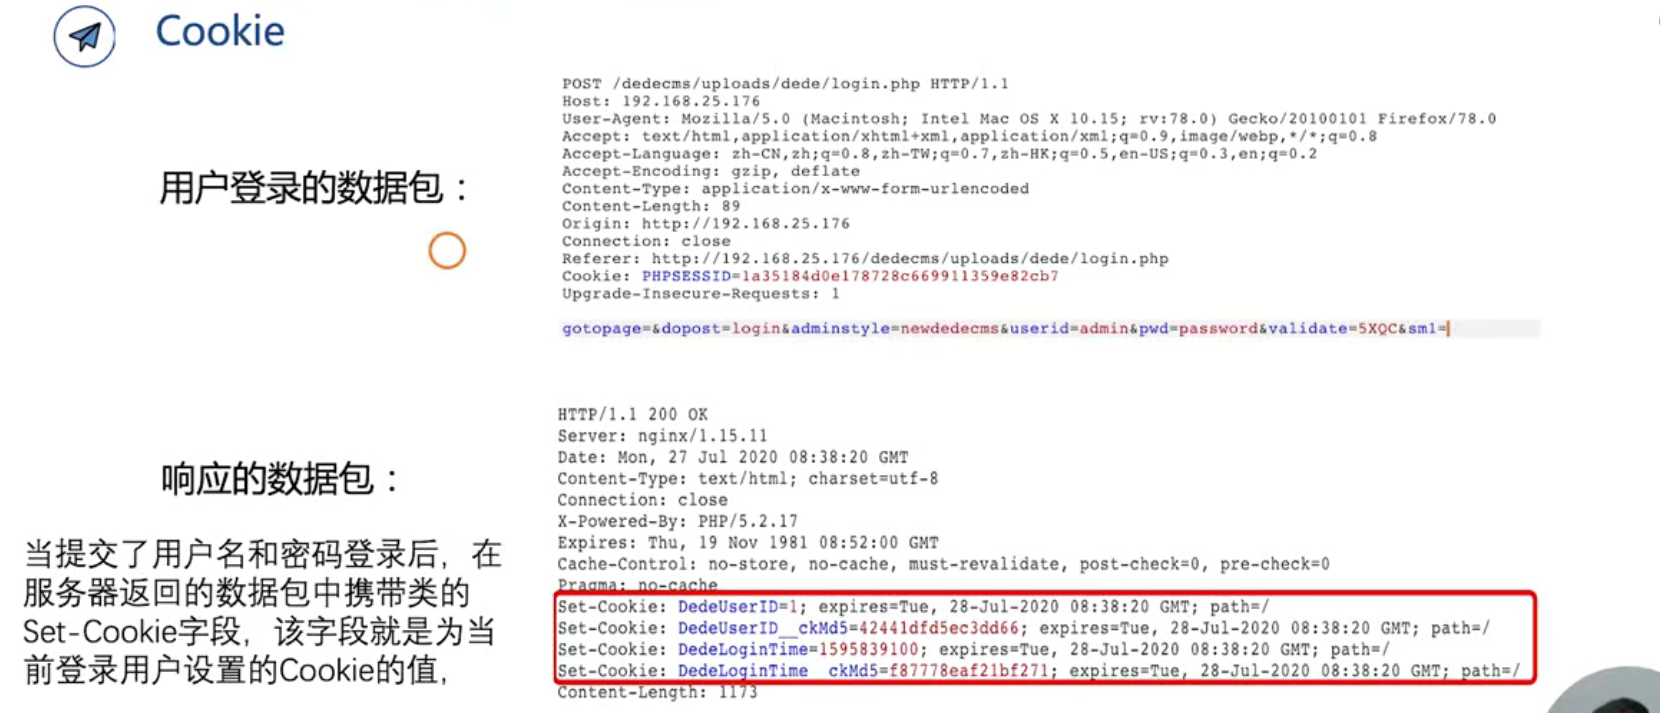 Cookie
用户登录的数据包：
POST /dedecms/uploads/dede/login.php HTTP/1.1
Host: 192.168.25.176
User-Agent: Mozilla/5.0 (Macintosh; Intel Mac OS X 10.15; rv:78.0) Gecko/20100101 Firefox/78.0
Accept: text/html,application/xhtml+xml,application/xml;q=0.9,image/webp,*/*;q=0.8
Accept-Language: zh-CN,zh;q=0.8,zh-TW;q=0.7,zh-HK;q=0.5,en-US;q=0.3,en;q=0.2
Accept-Encoding: gzip, deflate
Content-Type: application/x-www-form-urlencoded
Content-Length: 89
Origin: http://192.168.25.176
Connection: close
Referer: http://192.168.25.176/dedecms/uploads/dede/login.php
Cookie: PHPSESSID=1a35184d0e178728c669911359e82cb7
Upgrade-Insecure-Requests: 1
gotopage=&dopost=login&adminstyle=newdedecms&userid=admin&pwd=password&validate=5XQC&sm1=
响应的数据包：
当提交了用户名和密码登录后，在
服务器返回的数据包中携带类的
Set-Cookie字段，该字段就是为当
前登录用户设置的Cookie的值，
HTTP/1.1 200 OK
Server: nginx/1.15.11
Date: Mon, 27 Jul 2020 08:38:20 GMT
Content-Type: text/html; charset=utf-8
Connection: close
X-Powered-By: PHP/5.2.17
Expires: Thu, 19 Nov 1981 08:52:00 GMT
Cache-Control: no-store, no-cache, must-revalidate, post-check=0, pre-check=0
Pragma: no-cache
Set-Cookie: DedeUserID=1; expires=Tue, 28-Jul-2020 08:38:20 GMT; path=/
Set-Cookie: DedeUserID__ckMd5=42441dfd5ec3dd66; expires=Tue, 28-Jul-2020 08:38:20 GMT; path=/
Set-Cookie: DedeLoginTime=1595839100; expires=Tue, 28-Jul-2020 08:38:20 GMT; path=/
Set-Cookie: DedeLoginTime__ckMd5=f87778eaf21bf271; expires=Tue, 28-Jul-2020 08:38:20 GMT; path=/
Content-Length: 1173